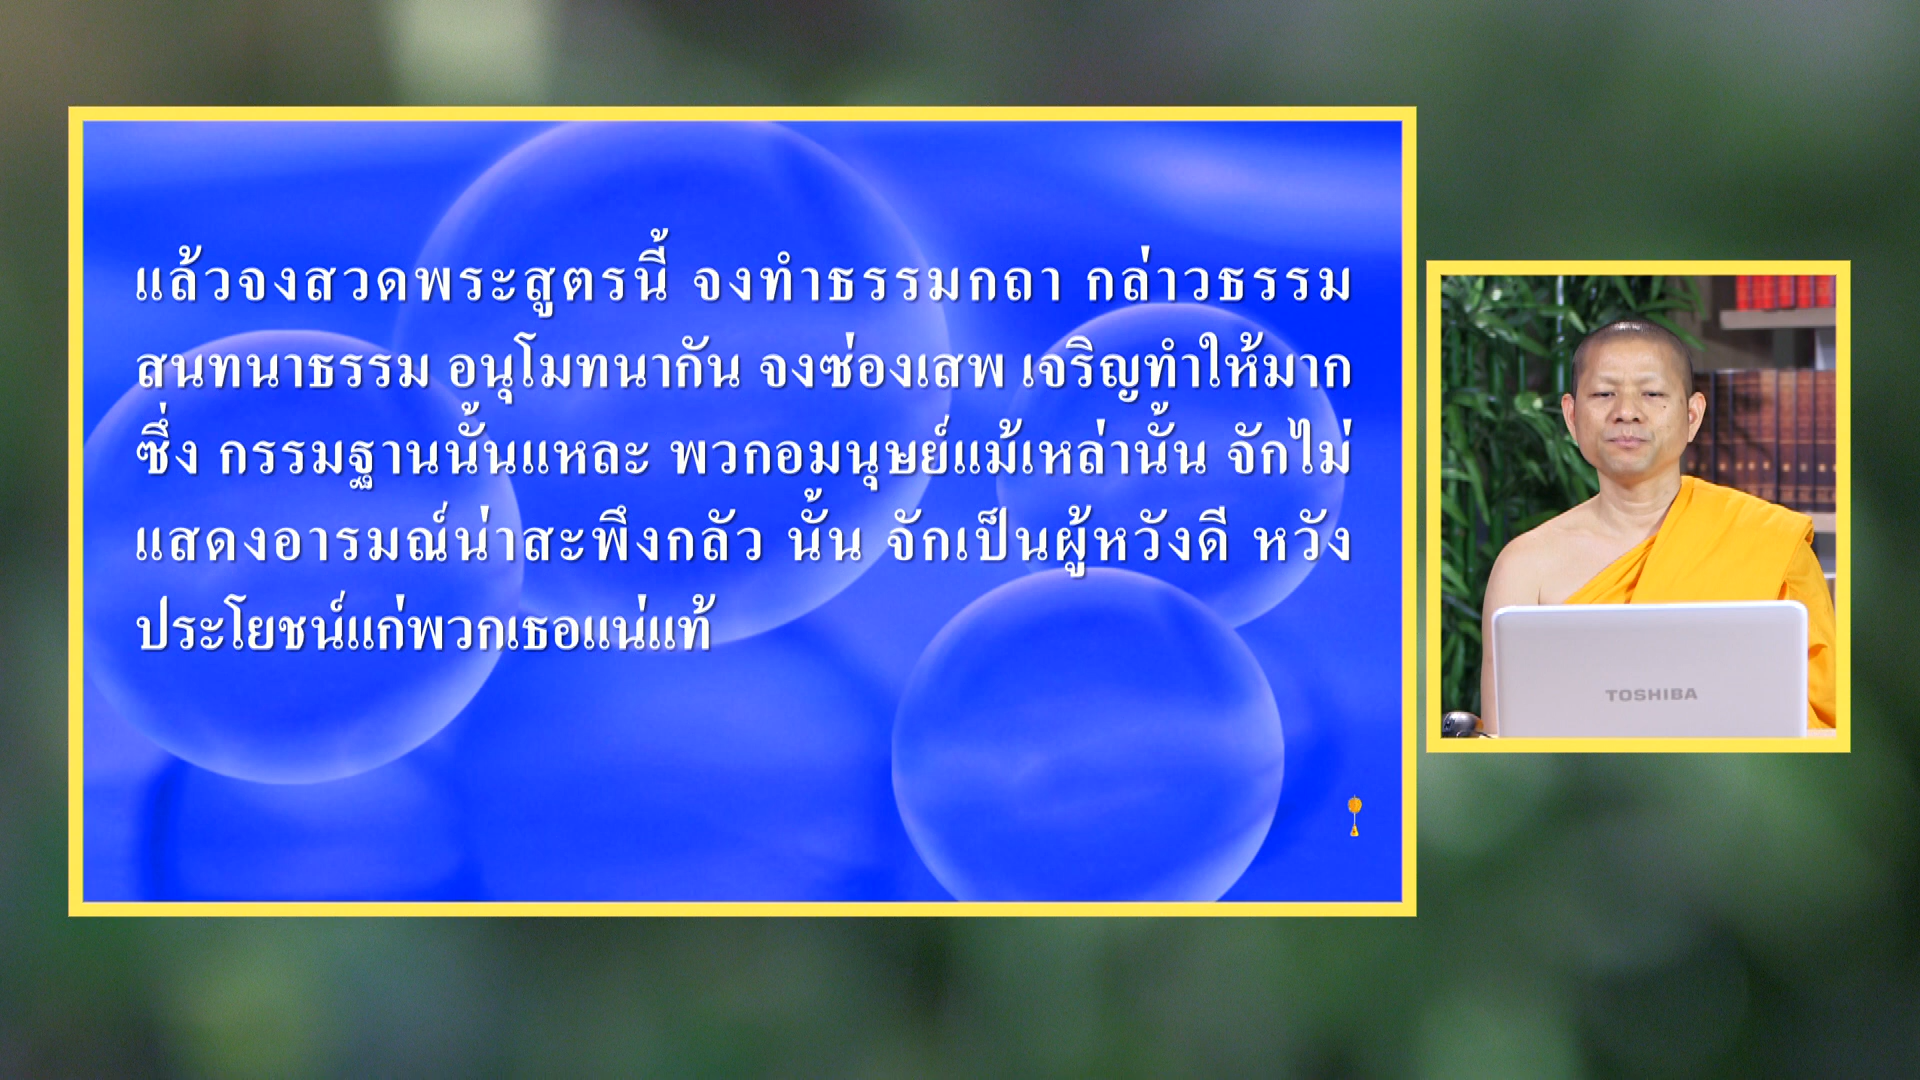 แล้วจงสวดพระสูตรนี้ จงทำธรรมกถา กล่าวธรรม
สนทนาธรรม อนุโมทนากัน จงซ่องเสพ เจริญทำให้มาก
ซึ่ง กรรมฐานนั้นแหละ พวกอมนุษย์แม้เหล่านั้น จักไม่
แสดงอารมณ์น่าสะพึงกลัว นั้น จักเป็นผู้หวังดี หวัง
ประโยชน์แก่พวกเธอแน่แท้
TOSHIBA